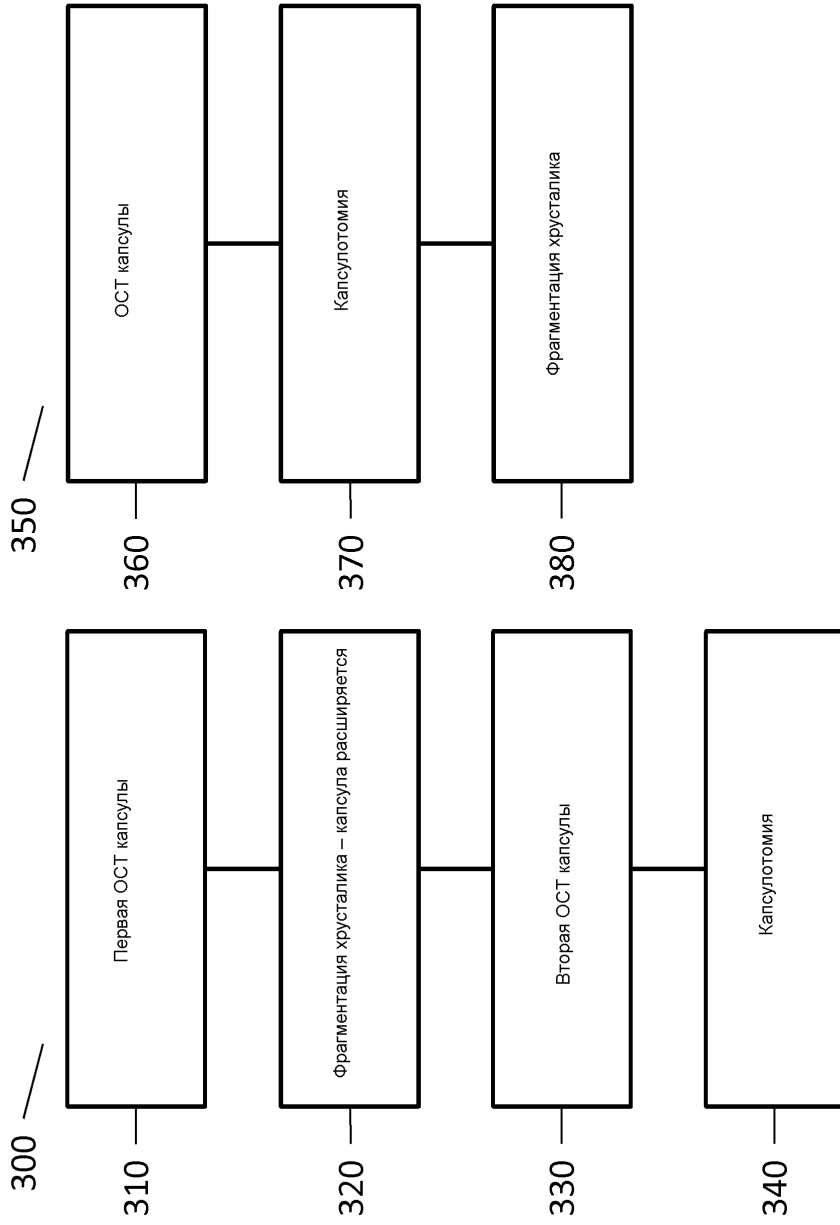 300
310
Первая ОСТ капсулы
320
Фрагментация хрусталика – капсула расширяется
330
Вторая ОСТ капсулы
340
Капсулотомия
350
360
ОСТ капсулы
370
Капсулотомия
380
Фрагментация хрусталика